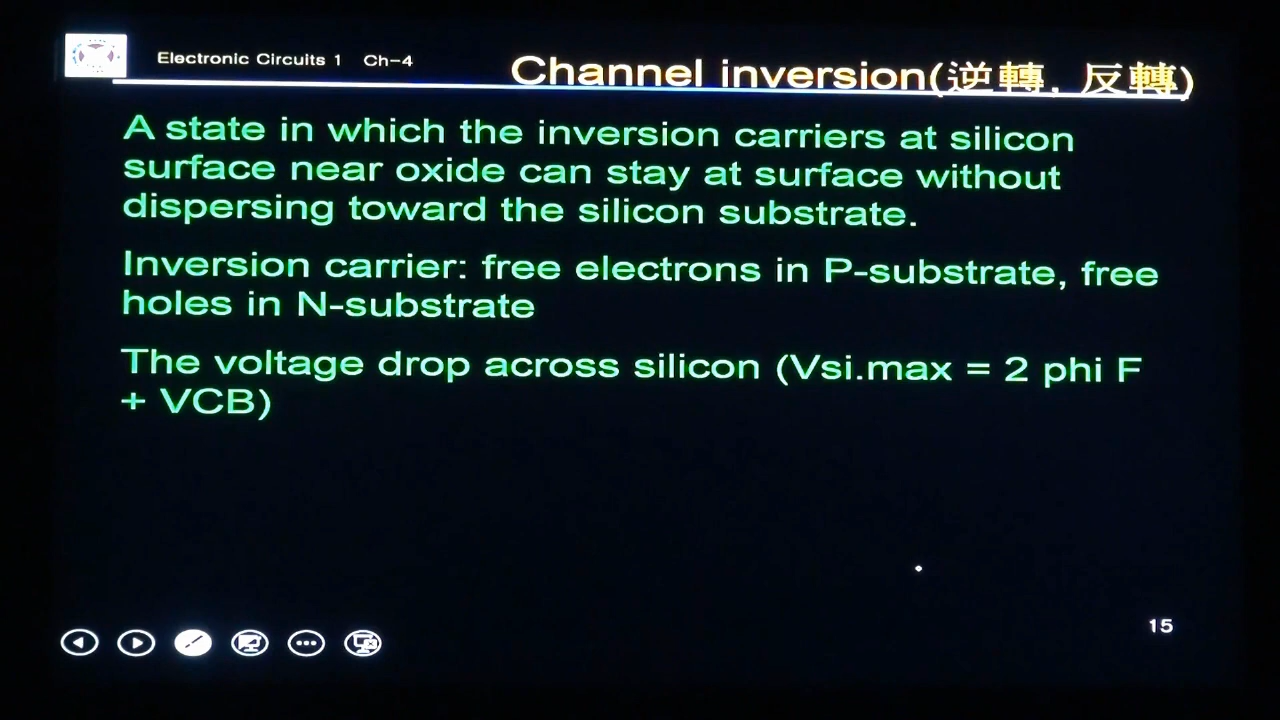 Electronic Circuits 1 Ch-4
Channel inversion(逆轉, 反轉)
A state in which the inversion carriers at silicon
surface near oxide can stay at surface without
dispersing toward the silicon substrate.
Inversion carrier: free electrons in P-substrate, free
holes in N-substrate
The voltage drop across silicon (Vsi.max = 2 phi F
+ VCB)
15